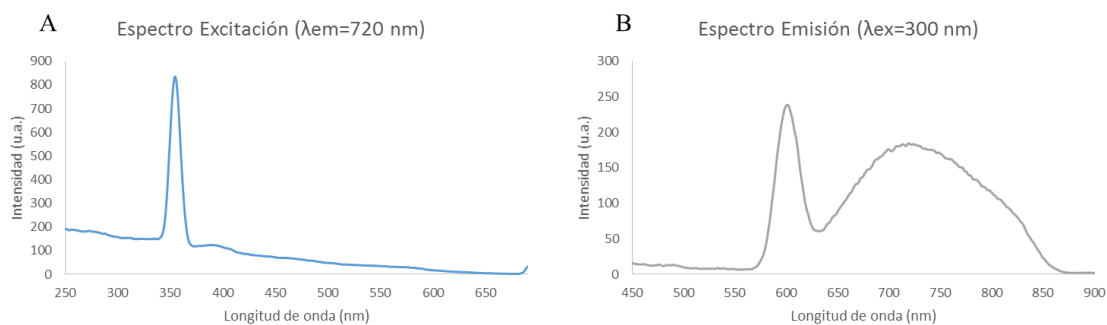 A
Espectro Excitación (λem=720 nm)
Intensidad (u.a.)
900
800
700
600
500
400
300
200
100
0
250 300 350 400 450 500 550 600 650
Longitud de onda (nm)
B
Espectro Emisión (λex=300 nm)
Intensidad (u.a.)
300
250
200
150
100
50
0
450 500 550 600 650 700 750 800 850 900
Longitud de onda (nm)